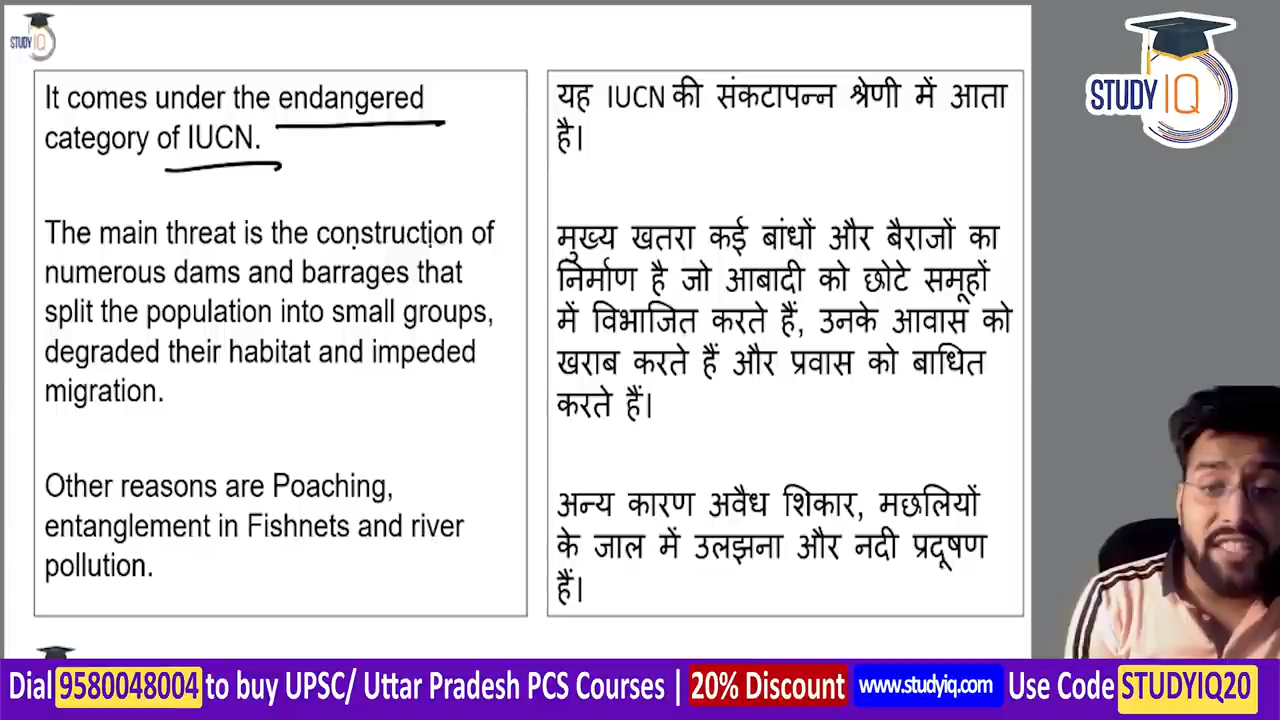 STUDY IQ
It comes under the endangered
category of IUCN.
The main threat is the construction of
numerous dams and barrages that
split the population into small groups,
degraded their habitat and impeded
migration.
Other reasons are Poaching,
entanglement in Fishnets and river
pollution.
यह IUCN की संकटापन्न श्रेणी में आता
है।
मुख्य खतरा कई बांधों और बैराजों का
निर्माण है जो आबादी को छोटे समूहों
में विभाजित करते हैं, उनके आवास को
खराब करते हैं और प्रवास को बाधित
करते हैं।
अन्य कारण अवैध शिकार, मछलियों
के जाल में उलझना और नदी प्रदूषण
हैं।
STUDY IQ
Dial 9580048004 to buy UPSC/ Uttar Pradesh PCS Courses | 20% Discount www.studyiq.com Use Code STUDYIQ20